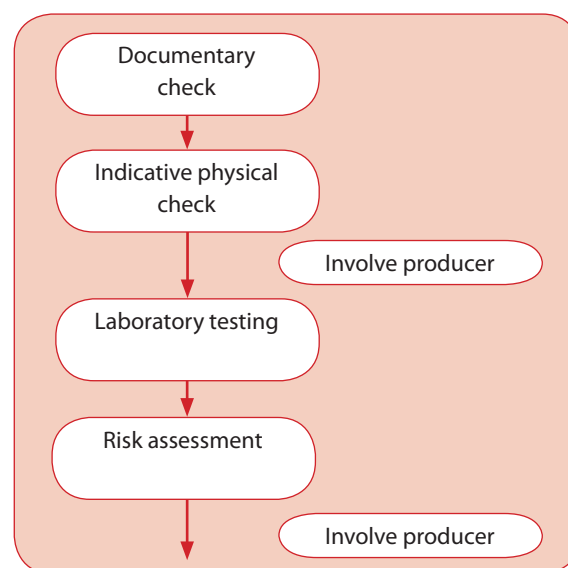 Documentary
check
Indicative physical
check
Involve producer
Laboratory testing
Risk assessment
Involve producer